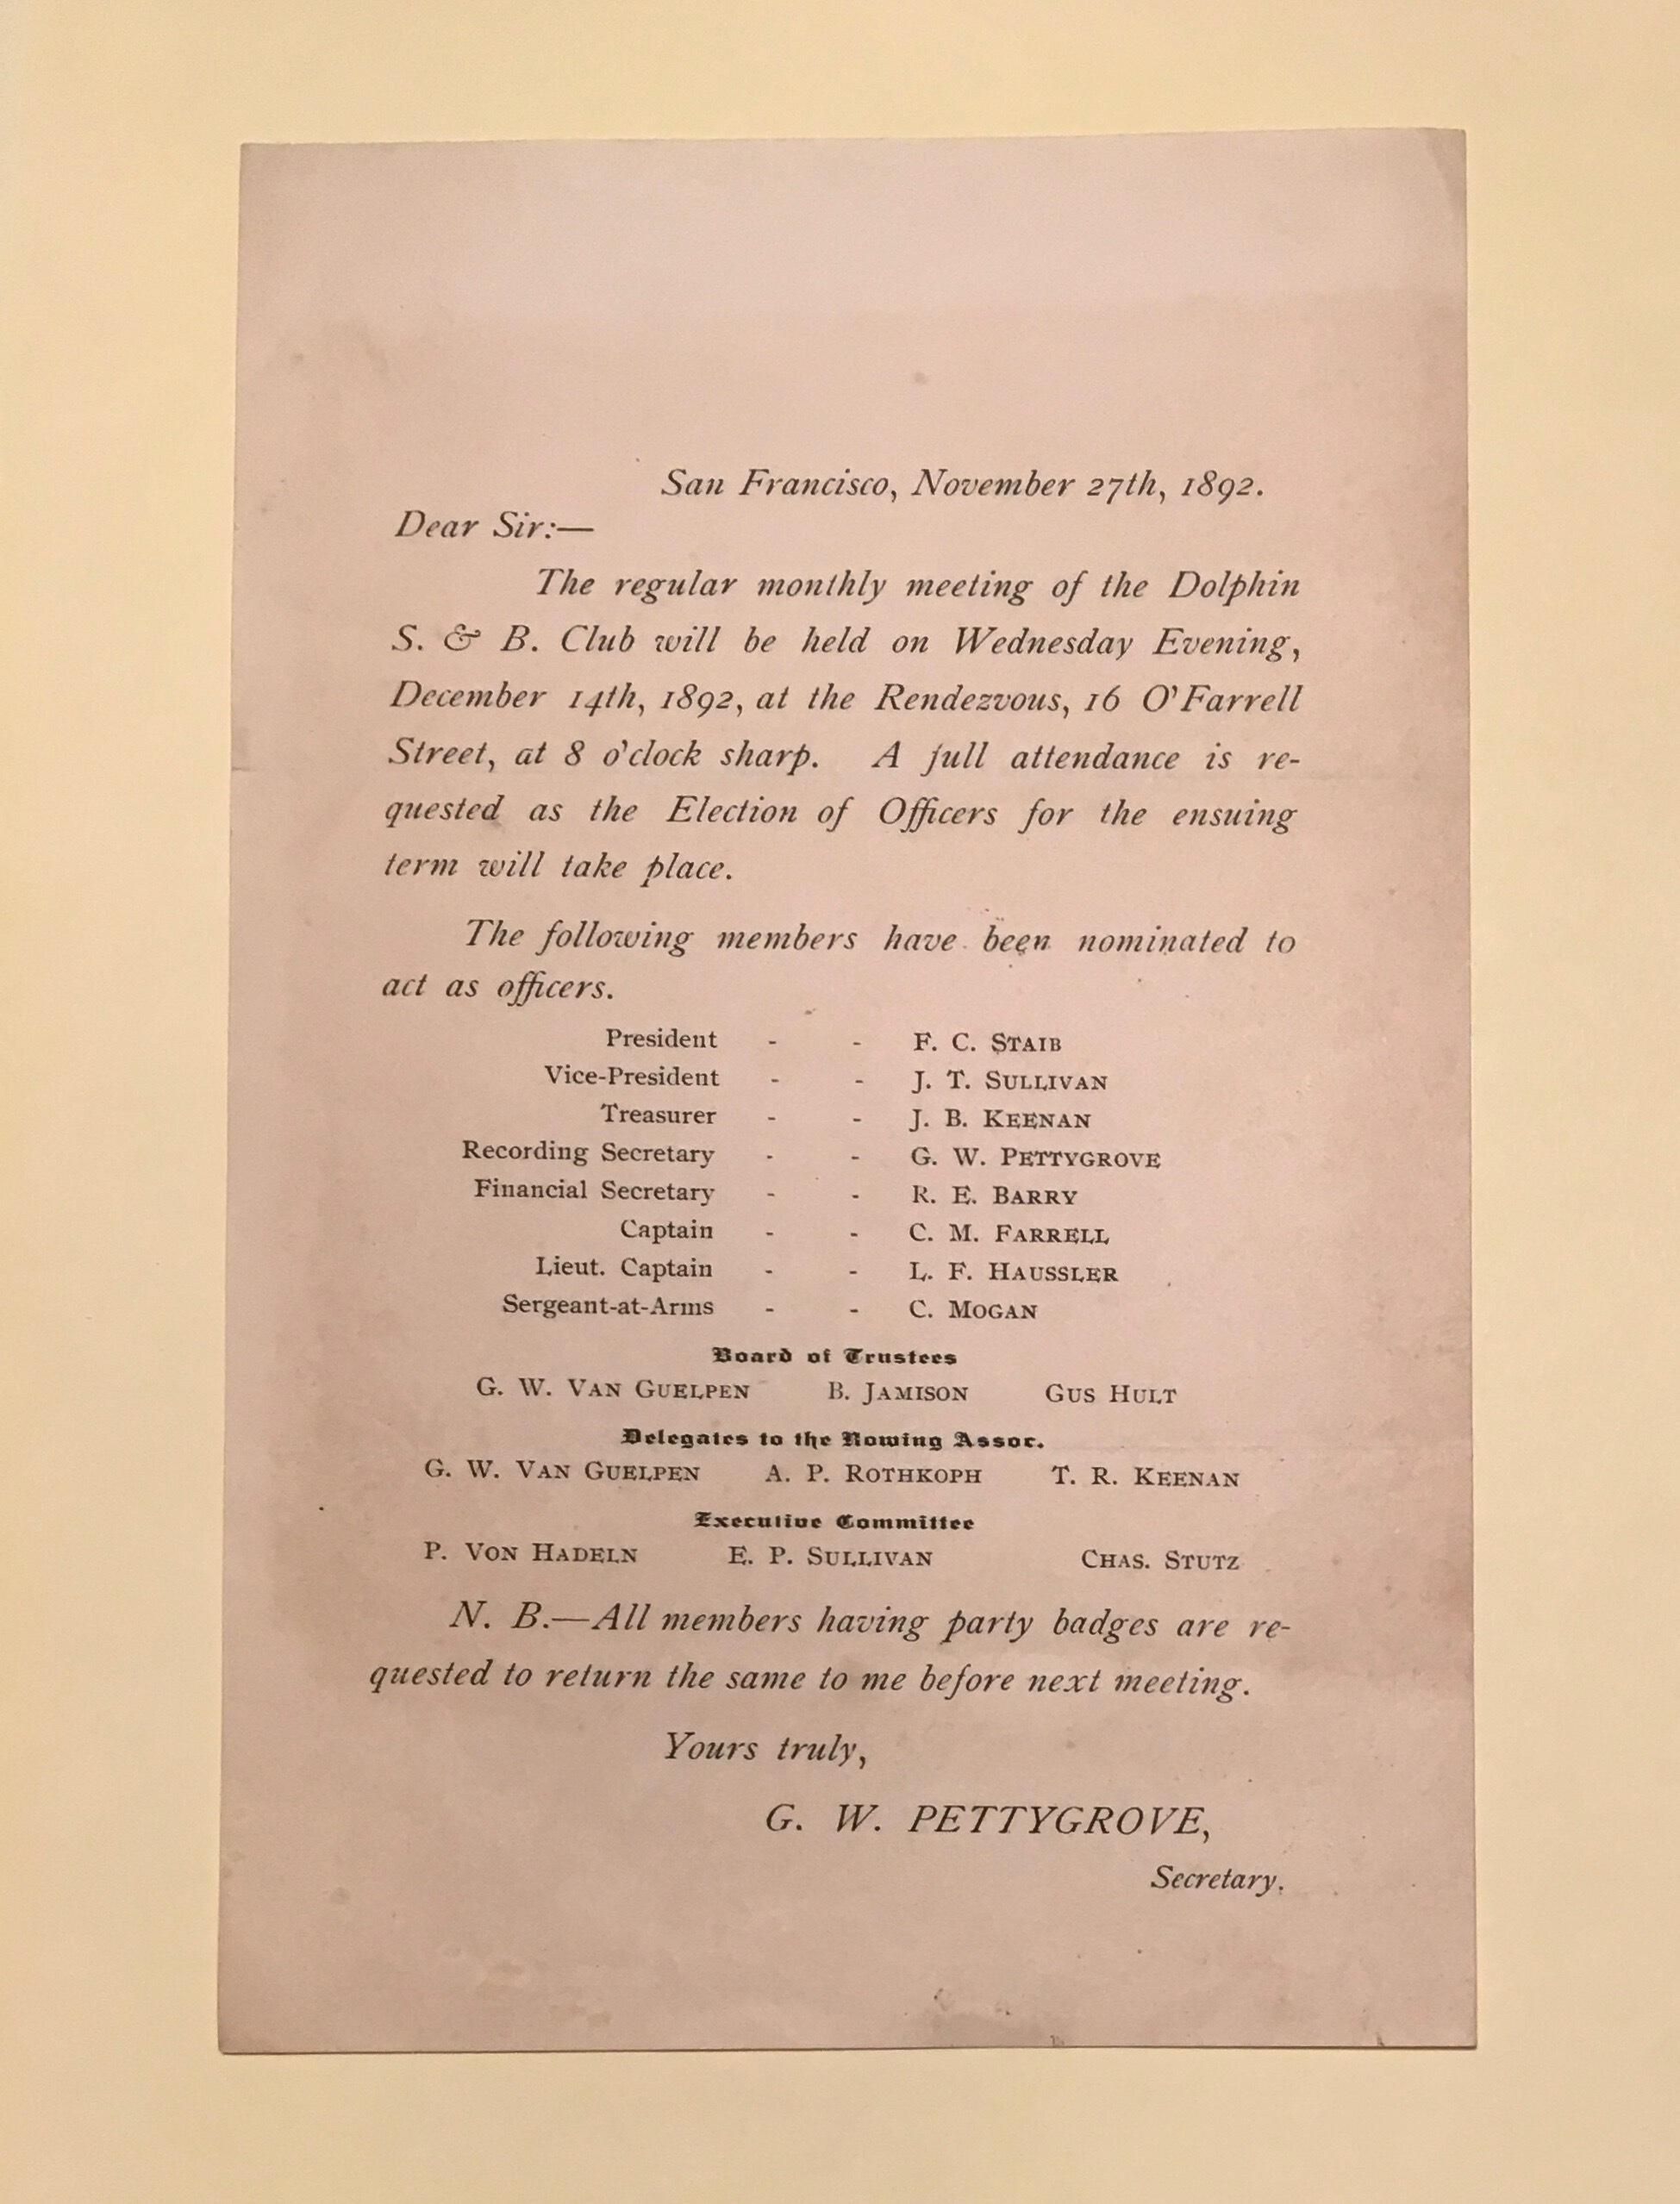 San Francisco, November 27th, 1892.
Dear Sir:—
The regular monthly meeting of the Dolphin
S. & B. Club will be held on Wednesday Evening,
December 14th, 1892, at the Rendezvous, 16 O'Farrell
Street, at 8 o'clock sharp. A full attendance is re-
quested as the Election of Officers for the ensuing
term will take place.
The following members have been nominated to
act as officers.
President - - F. C. STAIB
Vice-President - - J. T. SULLIVAN
Treasurer - - J. B. KEENAN
Recording Secretary - - G. W. PETTYGROVE
Financial Secretary - - R. E. BARRY
Captain - - C. M. FARRELL
Lieut. Captain - - L. F. HAUSSLER
Sergeant-at-Arms - - C. MOGAN
Board of Trustees
G. W. VAN GUELPEN B. JAMISON GUS HULT
Delegates to the Rowing Assoc.
G. W. VAN GUELPEN A. P. ROTHKOPH T. R. KEENAN
Executive Committee
P. VON HADELN E. P. SULLIVAN CHAS. STUTZ
N. B.—All members having party badges are re-
quested to return the same to me before next meeting.
Yours truly,
G. W. PETTYGROVE,
Secretary.